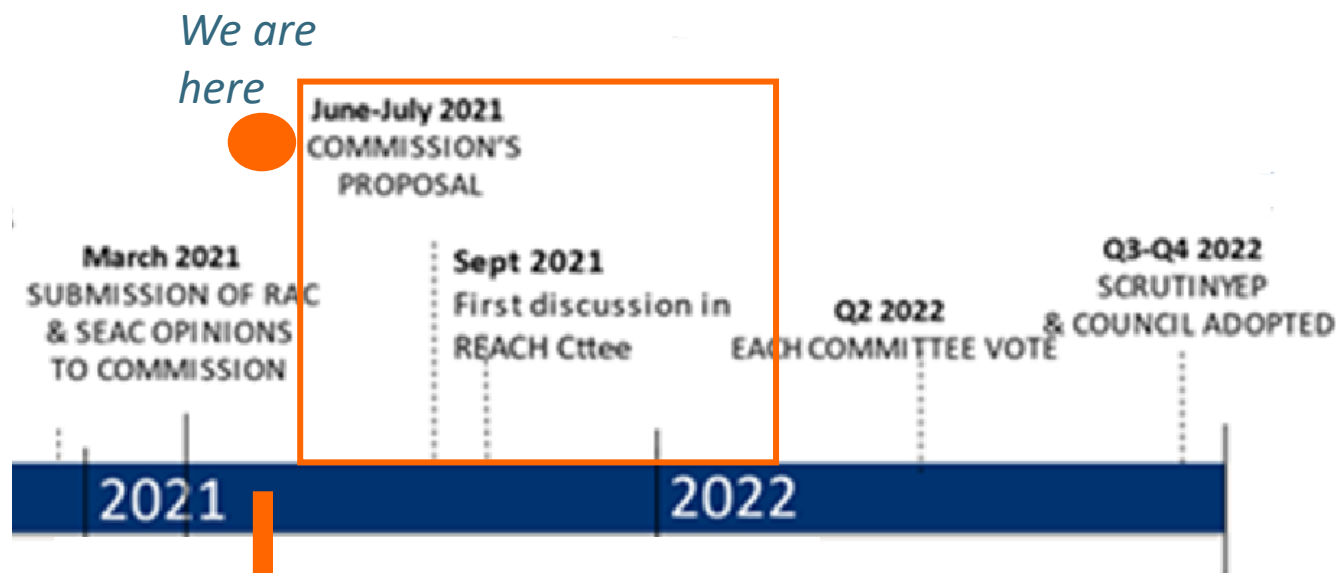 We are
here
June-July 2021
COMMISSION'S
PROPOSAL
March 2021
SUBMISSION OF RAC
& SEAC OPINIONS
TO COMMISSION
Sept 2021
First discussion in
REACH Cttee
Q2 2022
EACH COMMITTEE VOTE
Q3-Q4 2022
SCRUTINYEP
& COUNCIL ADOPTED
2021
2022